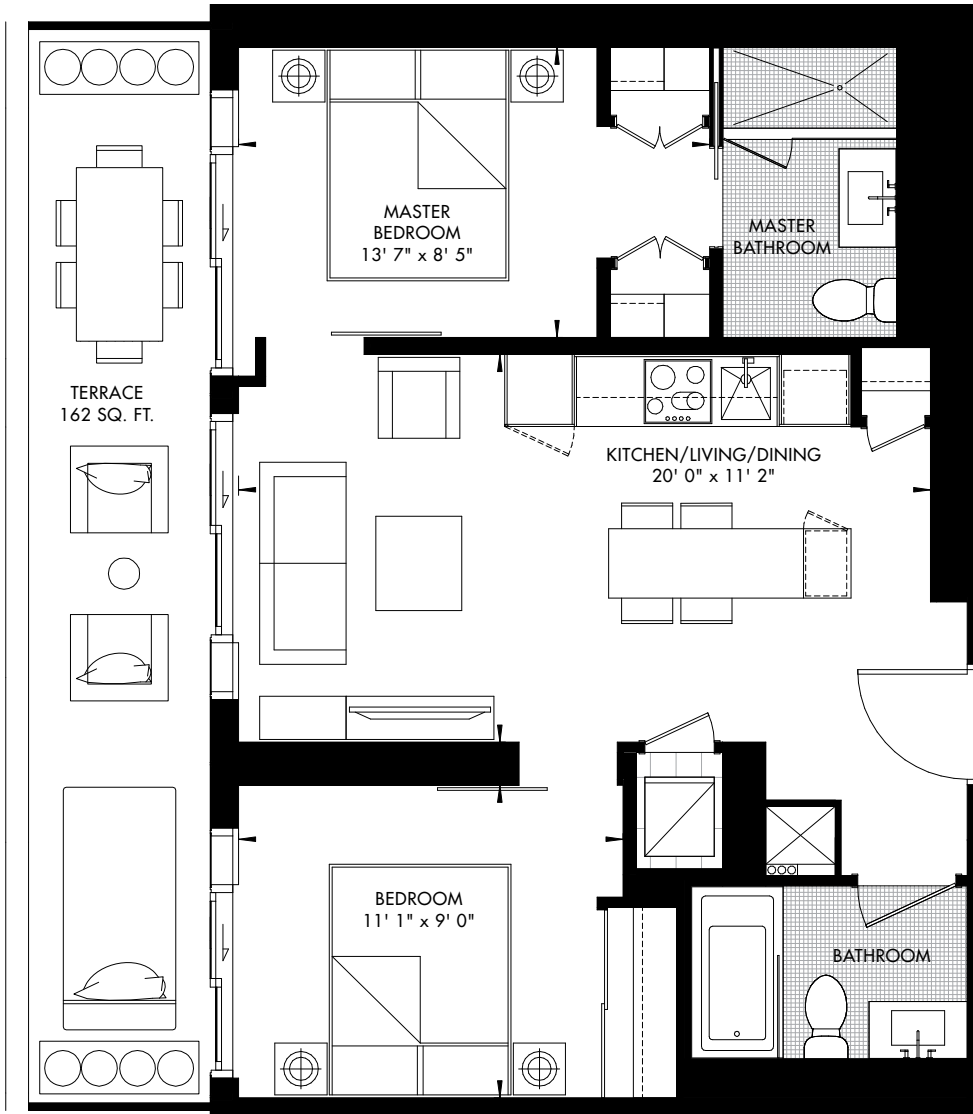 MASTER
BEDROOM
13' 7" x 8' 5"
MASTER
BATHROOM
TERRACE
162 SQ. FT.
KITCHEN/LIVING/DINING
20' 0" x 11' 2"
BEDROOM
11' 1" x 9' 0"
BATHROOM